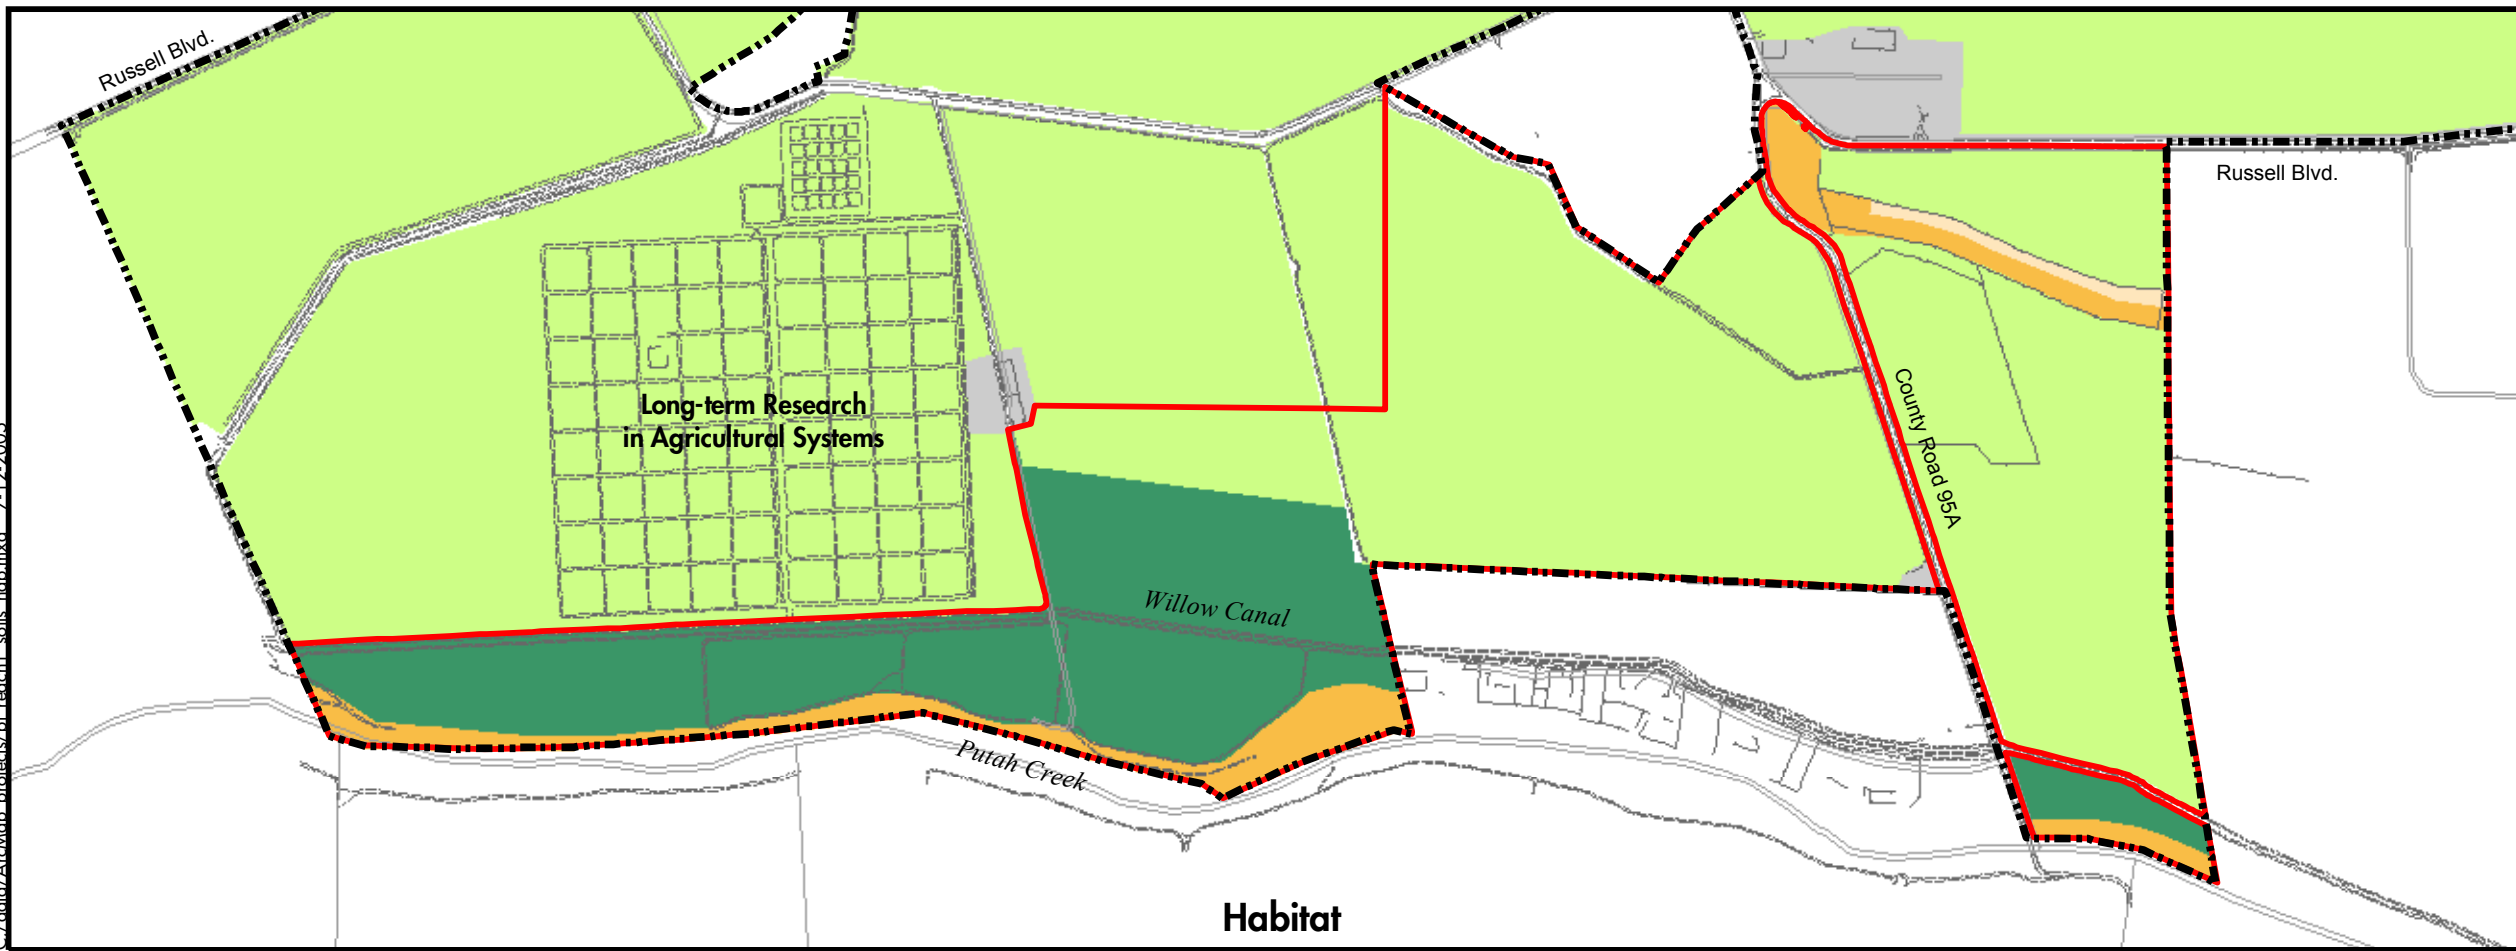 Russell Blvd.
Russell Blvd.
Long-term Research
in Agricultural Systems
County Road 95A
Willow Canal
Putah Creek
Habitat